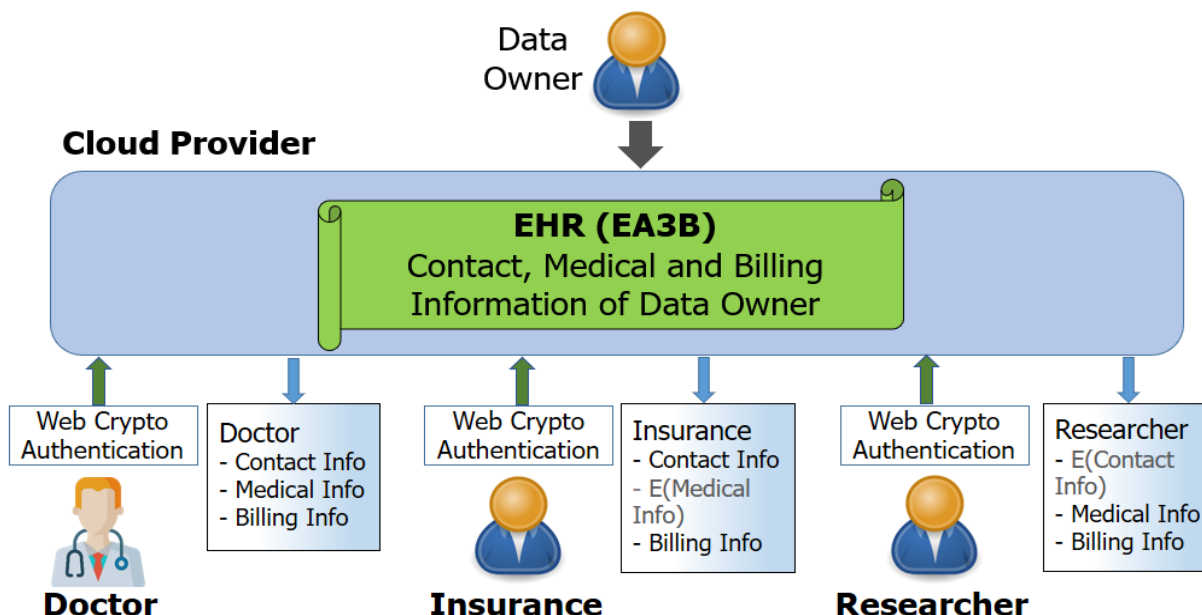 Data
Owner
Cloud Provider
EHR (EA3B)
Contact, Medical and Billing
Information of Data Owner
Web Crypto
Authentication
Doctor
- Contact Info
- Medical Info
- Billing Info
Web Crypto
Authentication
Insurance
- Contact Info
- E(Medical
Info)
- Billing Info
Web Crypto
Authentication
Researcher
- E(Contact
Info)
- Medical Info
- Billing Info
Doctor
Insurance
Researcher